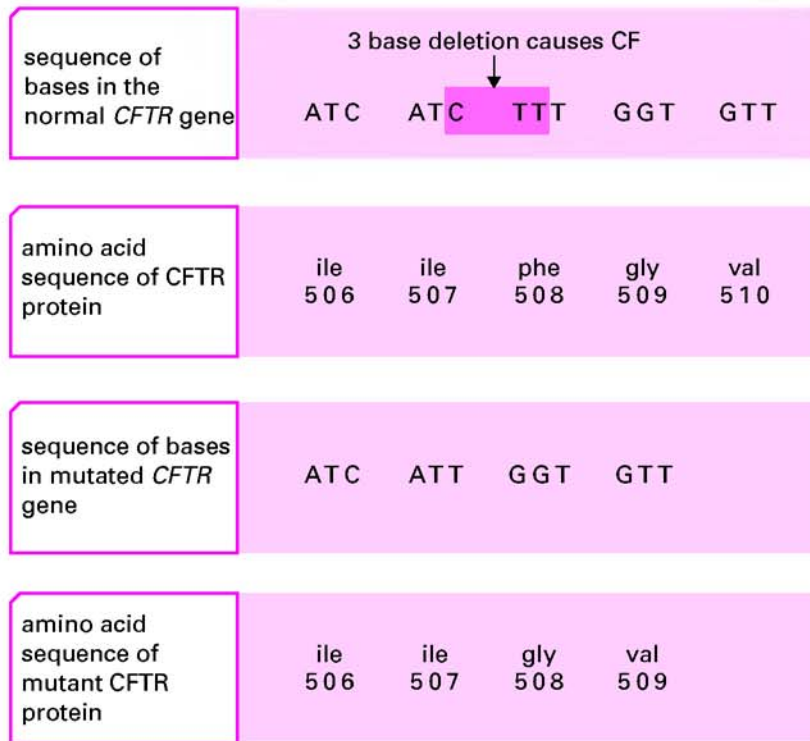 3 base deletion causes CF
sequence of
bases in the
normal CFTR gene
ATC ATC TTT GGT GTT
amino acid
sequence of CFTR
protein
ile ile phe gly val
506 507 508 509 510
sequence of bases
in mutated CFTR
gene
ATC ATT GGT GTT
amino acid
sequence of
mutant CFTR
protein
ile ile gly val
506 507 508 509